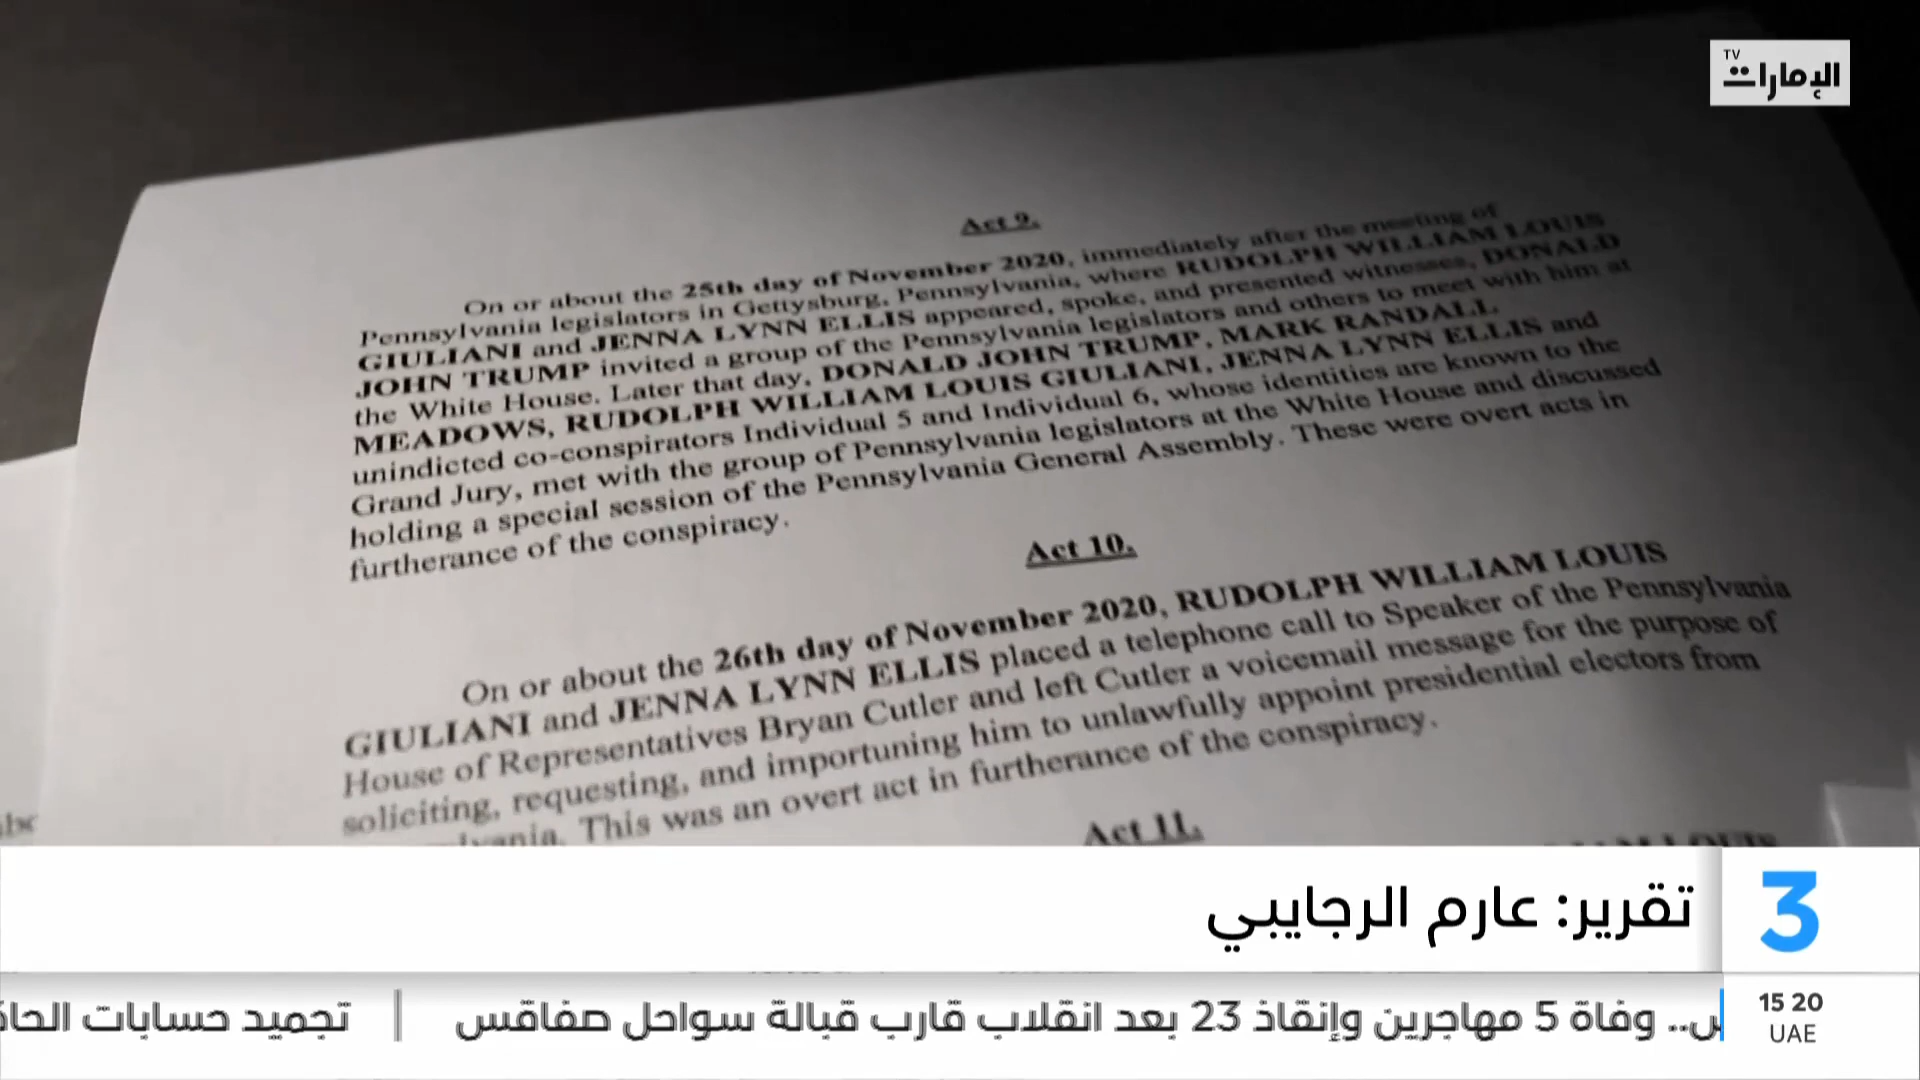 TV
الإمارات
Act 9.
On or about the 25th day of November 2020, immediately after the meeting of
Pennsylvania legislators in Gettysburg, Pennsylvania, where RUDOLPH WILLIAM LOUIS
GIULIANI and JENNA LYNN ELLIS appeared, spoke, and presented witnesses, DONALD
JOHN TRUMP invited a group of the Pennsylvania legislators and others to meet with him at
the White House. Later that day, DONALD JOHN TRUMP, MARK RANDALL
MEADOWS, RUDOLPH WILLIAM LOUIS GIULIANI, JENNA LYNN ELLIS and
unindicted co-conspirators Individual 5 and Individual 6, whose identities are known to the
Grand Jury, met with the group of Pennsylvania legislators at the White House and discussed
holding a special session of the Pennsylvania General Assembly. These were overt acts in
furtherance of the conspiracy.
Act 10.
On or about the 26th day of November 2020, RUDOLPH WILLIAM LOUIS
GIULIANI and JENNA LYNN ELLIS placed a telephone call to Speaker of the Pennsylvania
House of Representatives Bryan Cutler and left Cutler a voicemail message for the purpose of
soliciting, requesting, and importuning him to unlawfully appoint presidential electors from
This was an overt act in furtherance of the conspiracy.
Act 11.
3
تقرير: عارم الرجايبي
.. وفاة 5 مهاجرين وإنقاذ 23 بعد انقلاب قارب قبالة سواحل صفاقس | تجميد حسابات
15 20
UAE